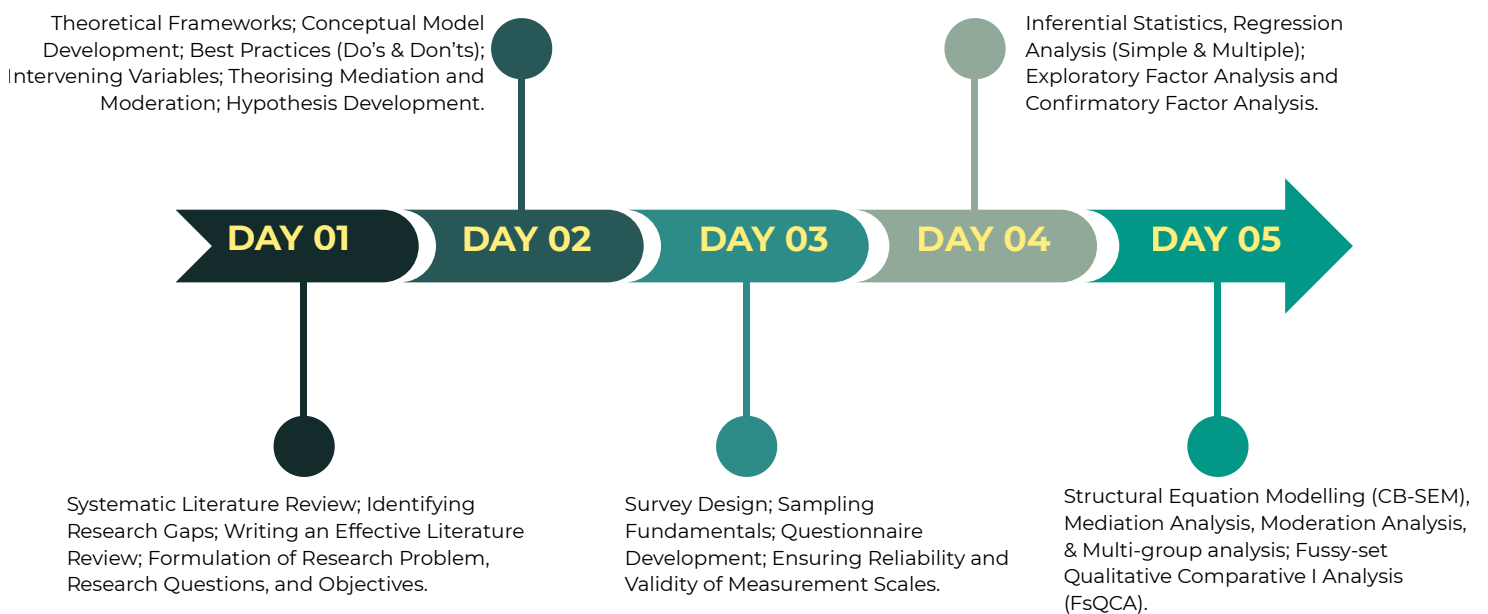 Theoretical Frameworks; Conceptual Model
Development; Best Practices (Do’s & Don’ts);
Intervening Variables; Theorising Mediation and
Moderation; Hypothesis Development.
Inferential Statistics, Regression
Analysis (Simple & Multiple);
Exploratory Factor Analysis and
Confirmatory Factor Analysis.
DAY 01
DAY 02
DAY 03
DAY 04
DAY 05
Systematic Literature Review; Identifying
Research Gaps; Writing an Effective Literature
Review; Formulation of Research Problem,
Research Questions, and Objectives.
Survey Design; Sampling
Fundamentals; Questionnaire
Development; Ensuring Reliability and
Validity of Measurement Scales.
Structural Equation Modelling (CB-SEM),
Mediation Analysis, Moderation Analysis,
& Multi-group analysis; Fussy-set
Qualitative Comparative I Analysis
(FsQCA).